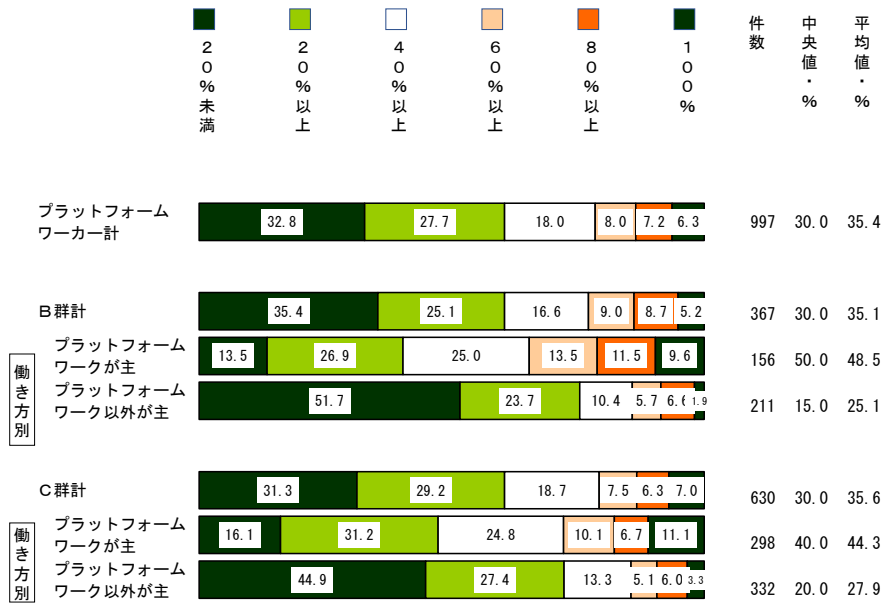 20%未満
20%以上
40%以上
60%以上
80%以上
100%
件数
中央値・%
平均値・%
プラットフォーム
ワーカー計
32.8 27.7 18.0 8.0 7.2 6.3 997 30.0 35.4
B群計
35.4 25.1 16.6 9.0 8.7 5.2 367 30.0 35.1
働き方別
プラットフォーム
ワークが主
13.5 26.9 25.0 13.5 11.5 9.6 156 50.0 48.5
プラットフォーム
ワーク以外が主
51.7 23.7 10.4 5.7 6.6 1.9 211 15.0 25.1
C群計
31.3 29.2 18.7 7.5 6.3 7.0 630 30.0 35.6
働き方別
プラットフォーム
ワークが主
16.1 31.2 24.8 10.1 6.7 11.1 298 40.0 44.3
プラットフォーム
ワーク以外が主
44.9 27.4 13.3 5.1 6.0 3.3 332 20.0 27.9